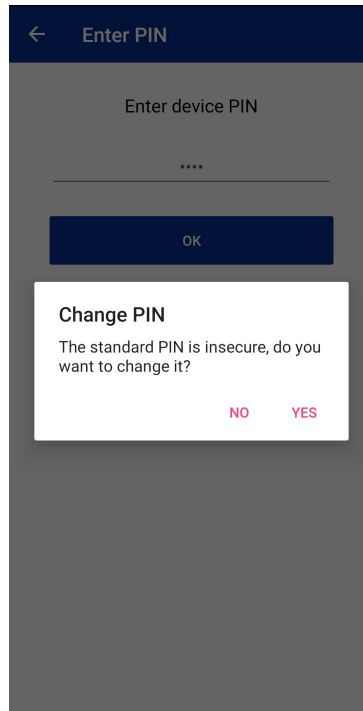 Enter PIN
Enter device PIN
••••
OK
Change PIN
The standard PIN is insecure, do you
want to change it?
NO YES